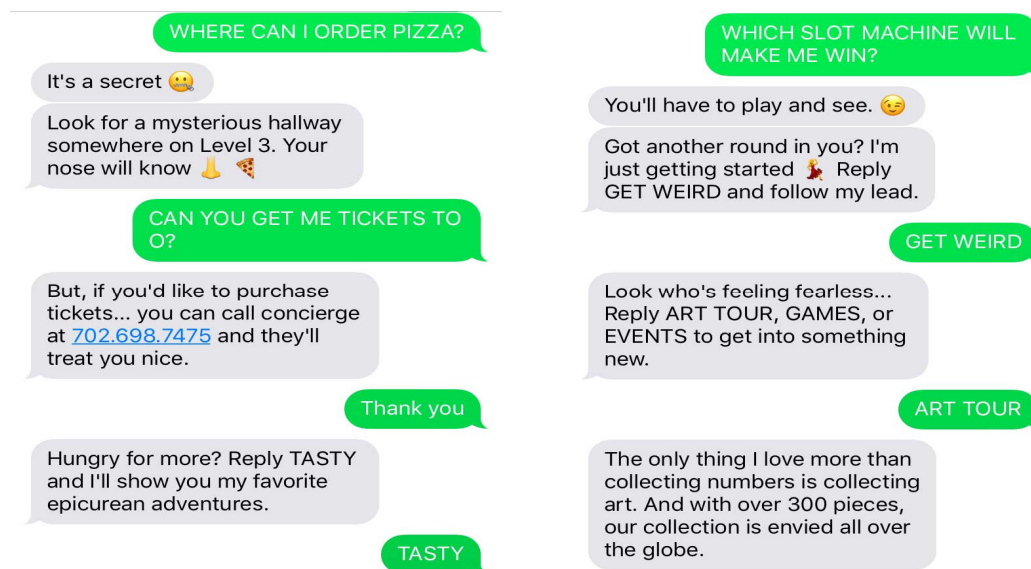 WHERE CAN I ORDER PIZZA?
It's a secret 🤐
Look for a mysterious hallway
somewhere on Level 3. Your
nose will know 👃 🍕
CAN YOU GET ME TICKETS TO
O?
But, if you'd like to purchase
tickets... you can call concierge
at 702.698.7475 and they'll
treat you nice.
Thank you
Hungry for more? Reply TASTY
and I'll show you my favorite
epicurean adventures.
TASTY
WHICH SLOT MACHINE WILL
MAKE ME WIN?
You'll have to play and see. 😉
Got another round in you? I'm
just getting started 💃 Reply
GET WEIRD and follow my lead.
GET WEIRD
Look who's feeling fearless...
Reply ART TOUR, GAMES, or
EVENTS to get into something
new.
ART TOUR
The only thing I love more than
collecting numbers is collecting
art. And with over 300 pieces,
our collection is envied all over
the globe.